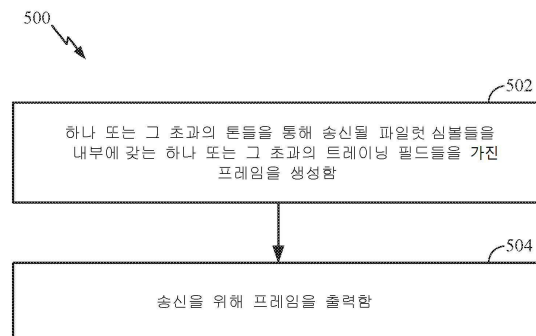 500
502
하나 또는 그 초과의 톤들을 통해 송신될 파일럿 심볼들을
내부에 갖는 하나 또는 그 초과의 트레이닝 필드들을 가진
프레임을 생성함
504
송신을 위해 프레임을 출력함